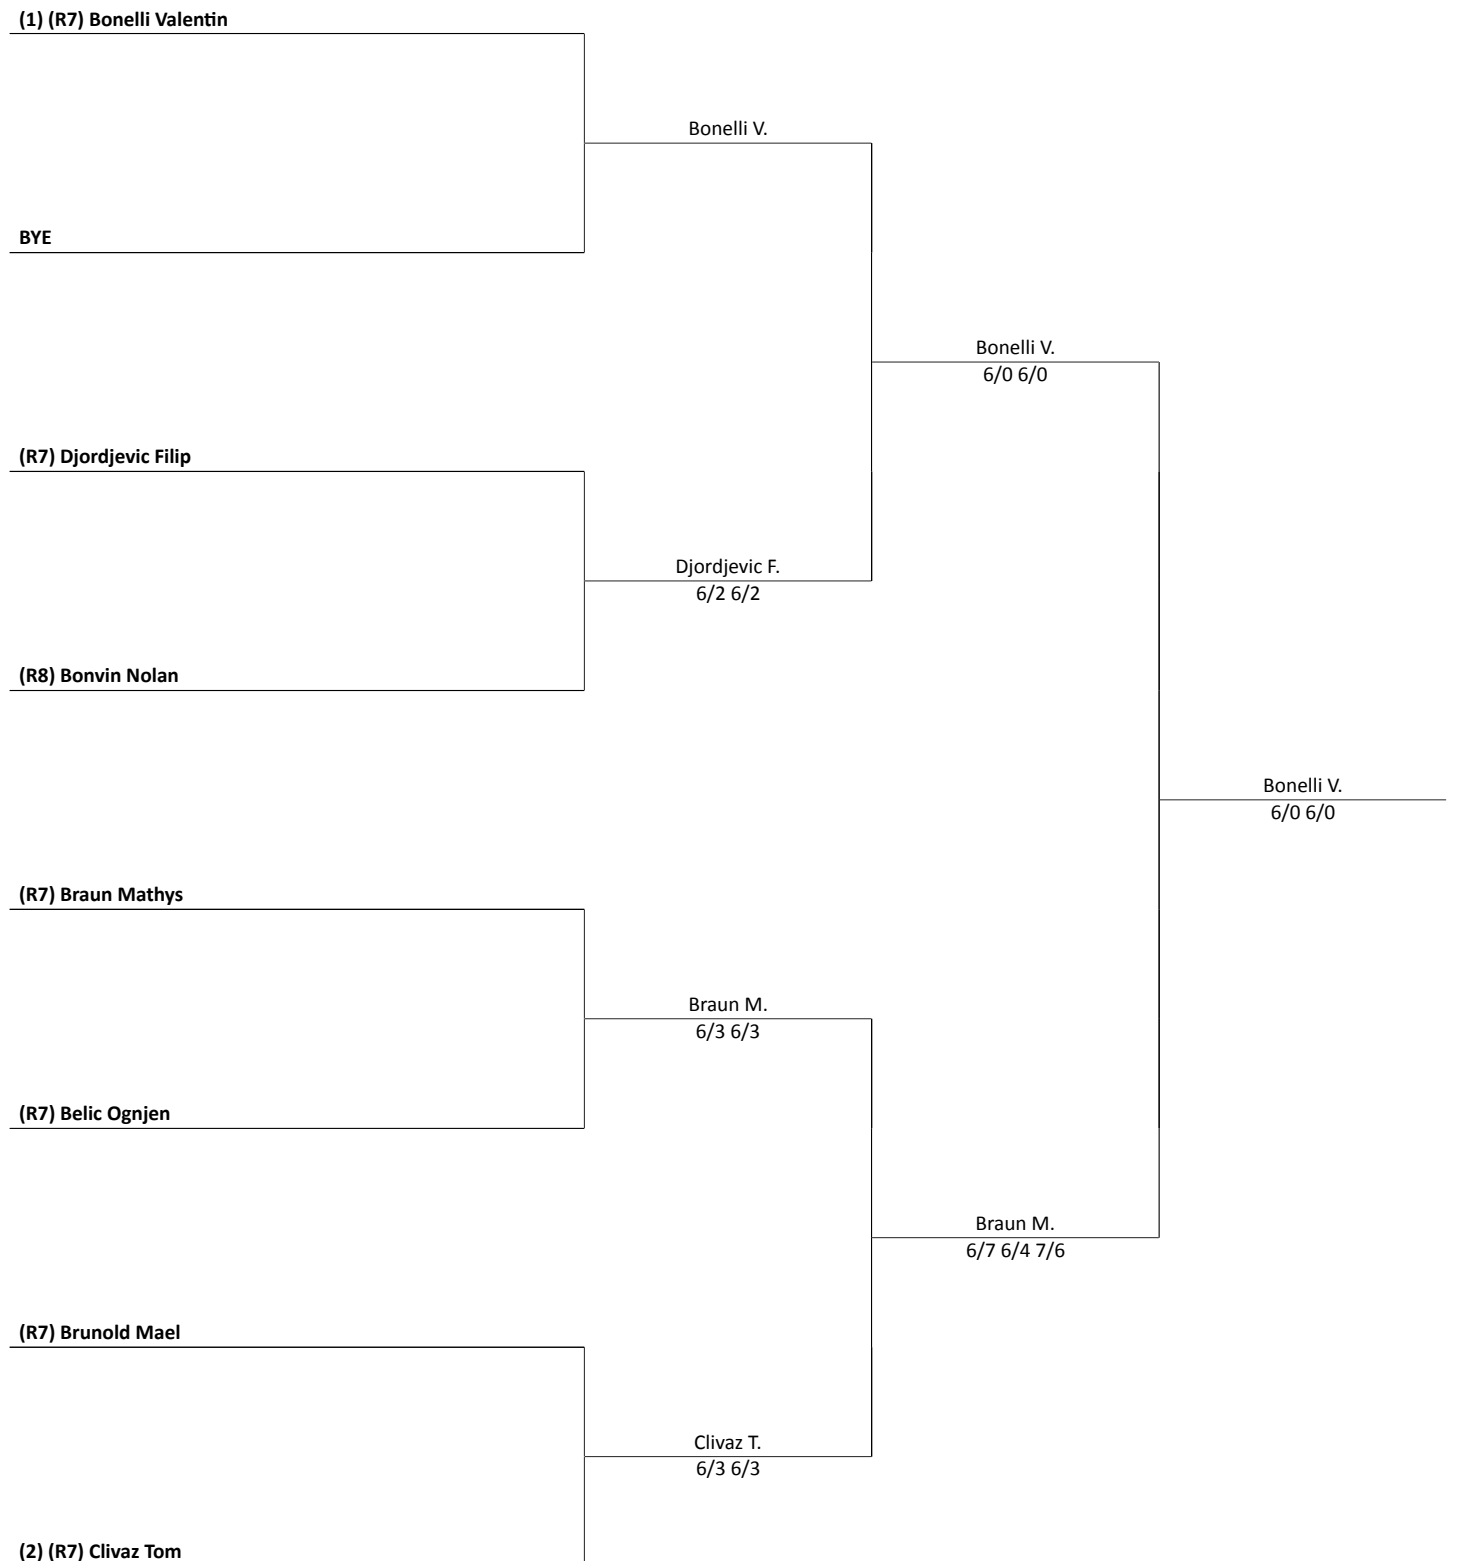 (1) (R7) Bonelli Valentin
Bonelli V.
BYE
Bonelli V.
6/0 6/0
(R7) Djordjevic Filip
Djordjevic F.
6/2 6/2
(R8) Bonvin Nolan
Bonelli V.
6/0 6/0
(R7) Braun Mathys
Braun M.
6/3 6/3
(R7) Belic Ognjen
Braun M.
6/7 6/4 7/6
(R7) Brunold Mael
Clivaz T.
6/3 6/3
(2) (R7) Clivaz Tom